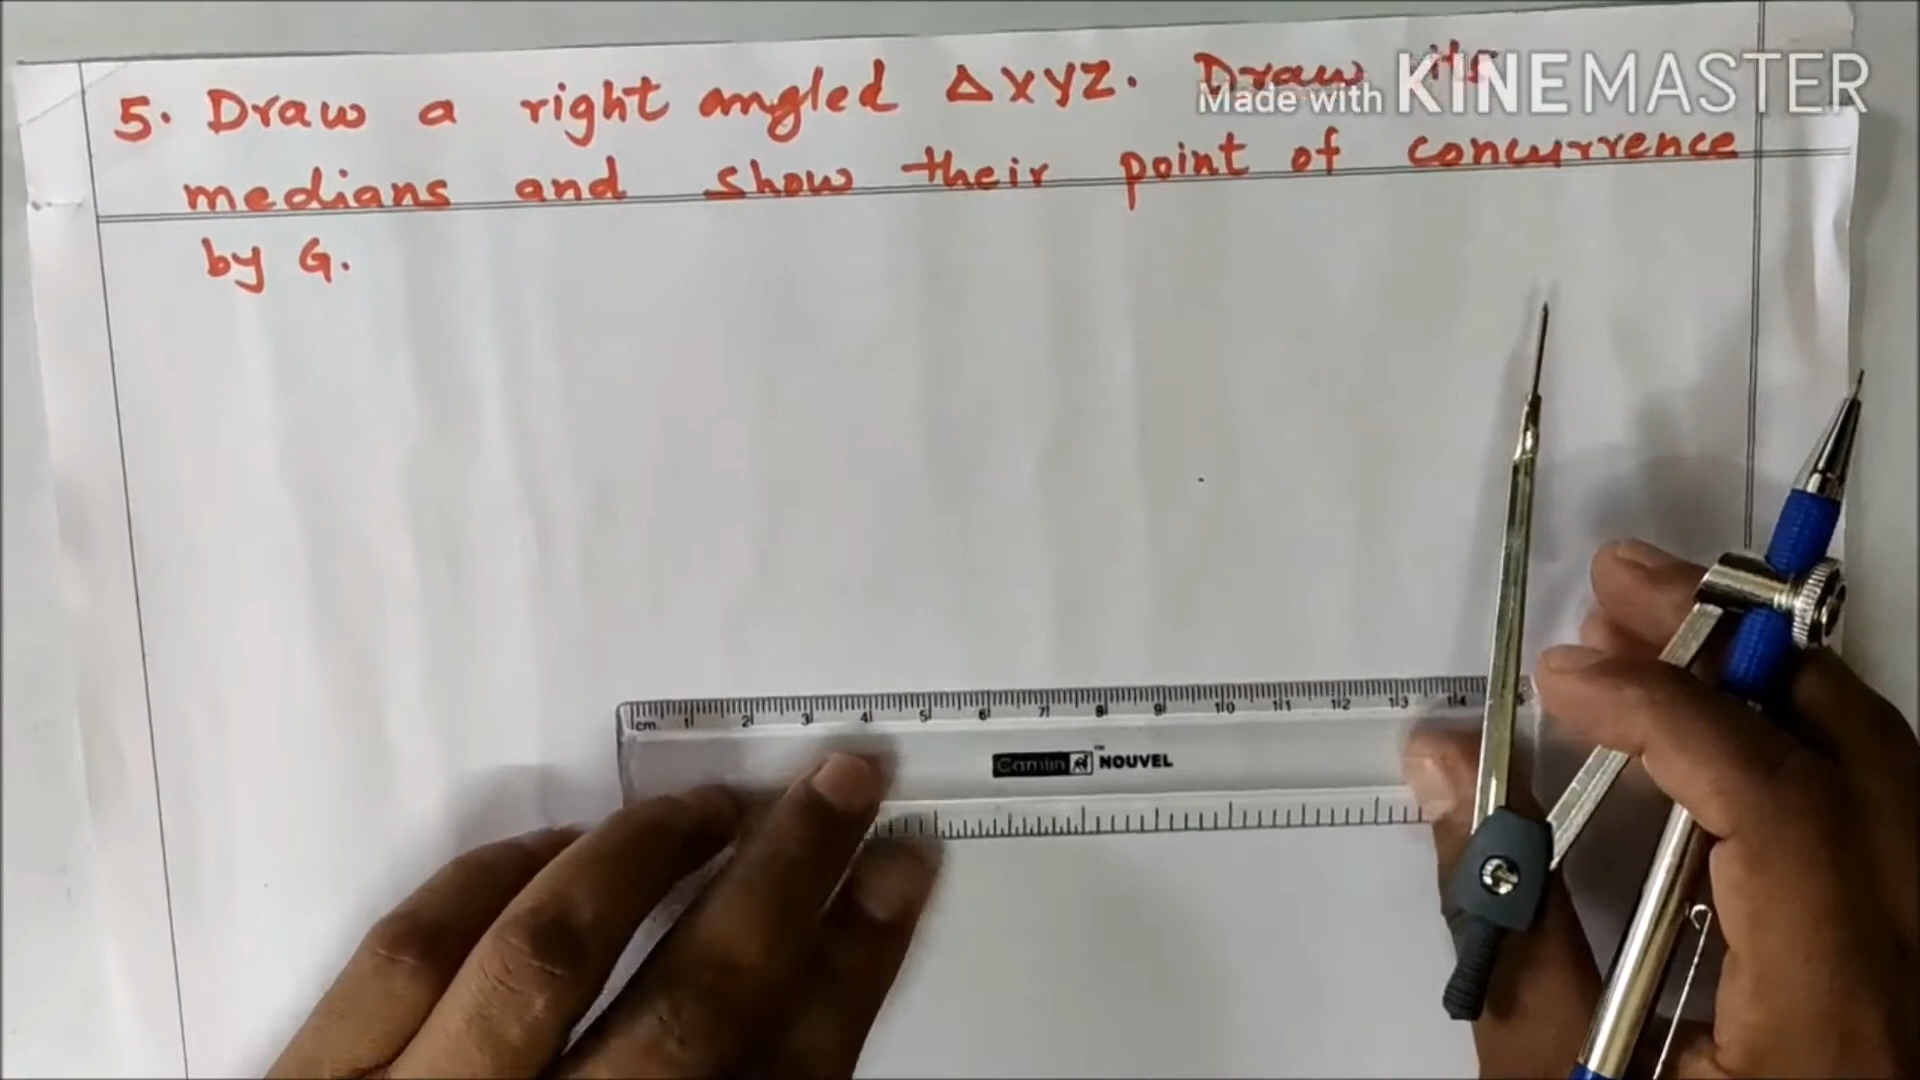 5. Draw a right angled ΔXYZ. Draw its
Made with KINEMASTER
medians and show their point of concurrence
by G.
cm 1 2 3 4 5 6 7 8 9 10 11 12 13 14
Camlin NOUVEL™